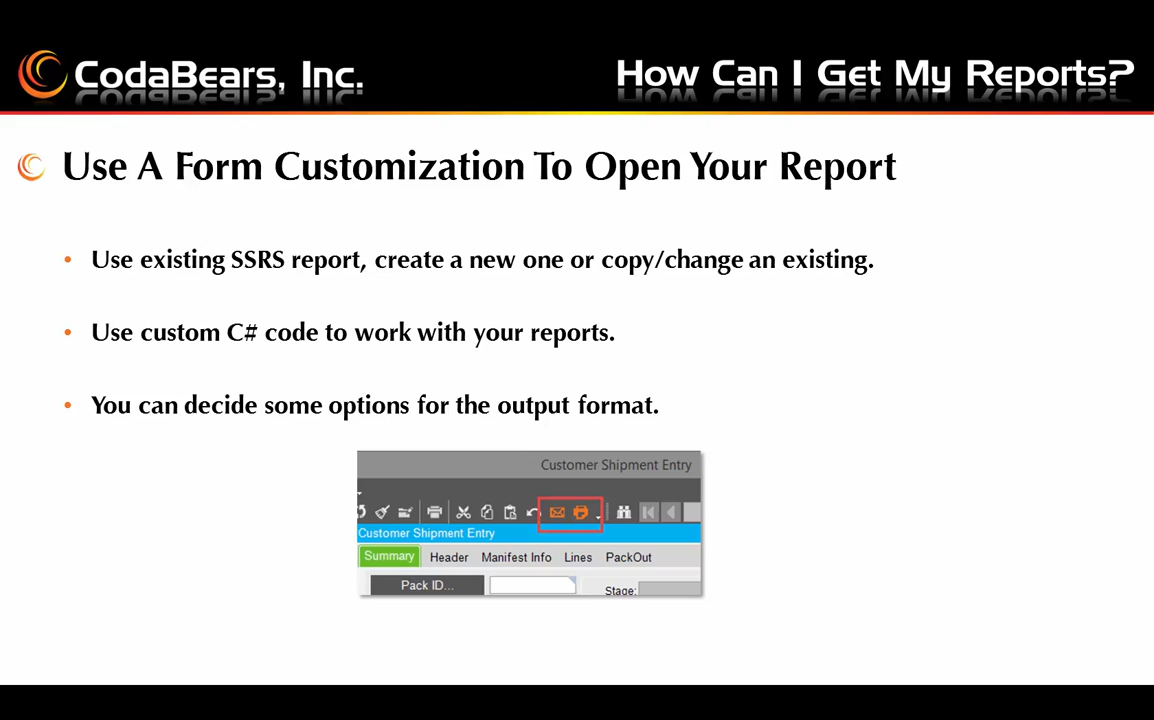 CodaBears, Inc.
How Can I Get My Reports?
Use A Form Customization To Open Your Report
• Use existing SSRS report, create a new one or copy/change an existing.
• Use custom C# code to work with your reports.
• You can decide some options for the output format.
Customer Shipment Entry
Customer Shipment Entry
Summary Header Manifest Info Lines PackOut
Pack ID... Stage: